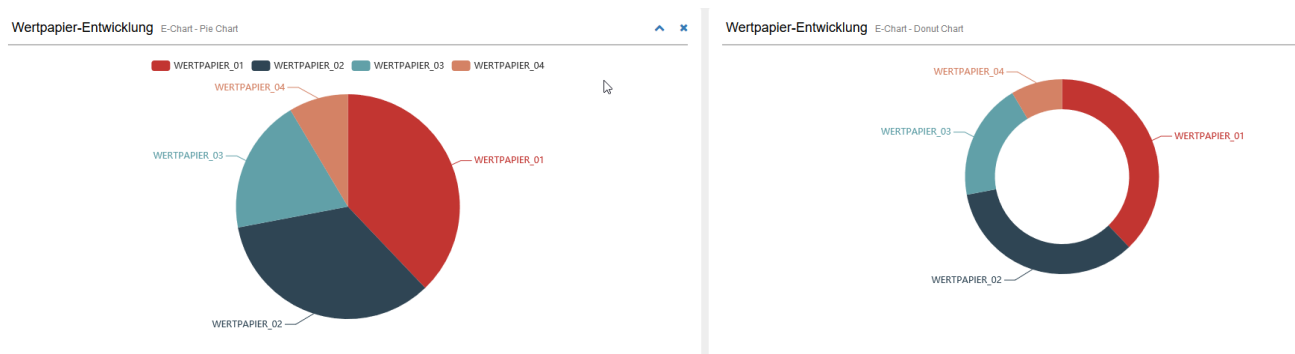 Wertpapier-Entwicklung E-Chart - Pie Chart
WERTPAPIER_01 WERTPAPIER_02 WERTPAPIER_03 WERTPAPIER_04
WERTPAPIER_04
WERTPAPIER_03
WERTPAPIER_01
WERTPAPIER_02
Wertpapier-Entwicklung E-Chart - Donut Chart
WERTPAPIER_04
WERTPAPIER_03
WERTPAPIER_01
WERTPAPIER_02